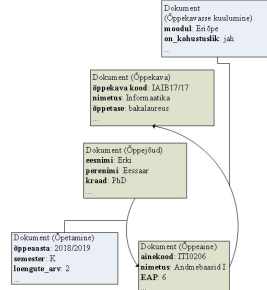 Dokument
(Õppekavasse kuulumine)
moodul: Eriõpe
on_kohustuslik: jah
...
Dokument (Õppekava)
õppekava kood: IAIB17/17
nimetus: Informaatika
õppetase: bakalaureus
...
Dokument (Õppejõud)
eesnimi: Erki
perenimi: Eessaar
kraad: PhD
...
Dokument (Õpetamine)
õppeaasta: 2018/2019
semester: K
loengute_arv: 2
...
Dokument (Õppeaine)
ainekood: ITI0206
nimetus: Andmebaasid I
EAP: 6
...